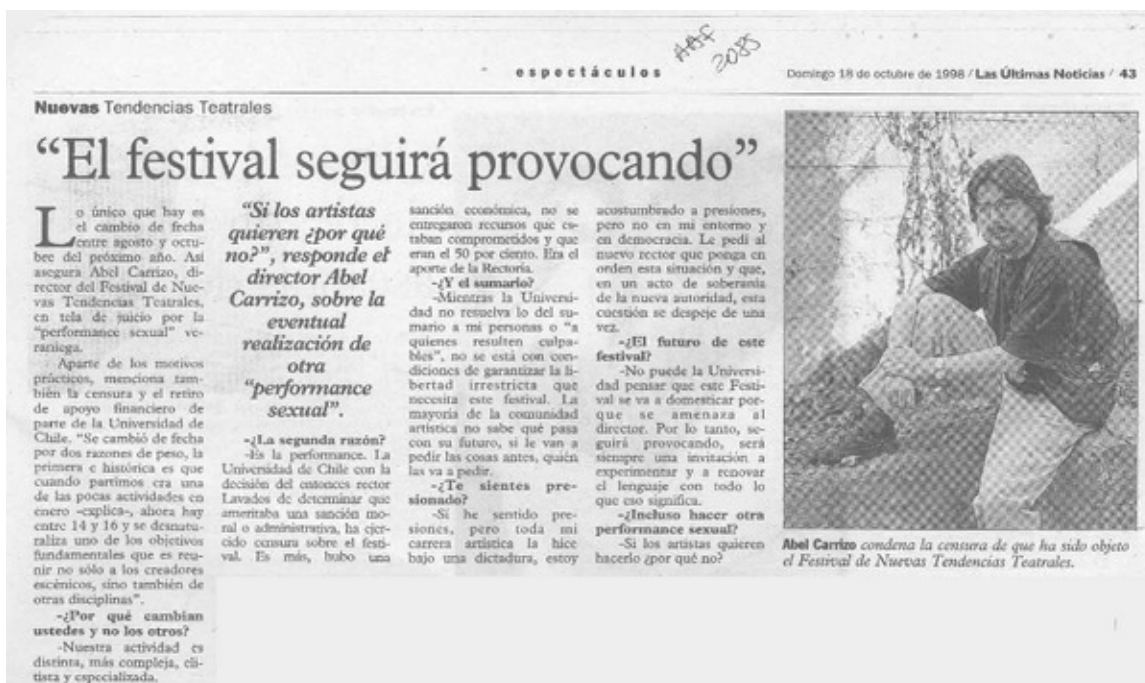 AAF
2085
espectáculos
Domingo 18 de octubre de 1998 / Las Últimas Noticias / 43
Nuevas Tendencias Teatrales
“El festival seguirá provocando”
Lo único que hay es
el cambio de fecha
entre agosto y octu-
bre del próximo año. Así
asegura Abel Carrizo, di-
rector del Festival de Nue-
vas Tendencias Teatrales,
en tela de juicio por la
“performance sexual” ve-
raniega.
Aparte de los motivos
prácticos, menciona tam-
bién la censura y el retiro
de apoyo financiero de
parte de la Universidad de
Chile. “Se cambió de fecha
por dos razones de peso, la
primera e histórica es que
cuando partimos era una
de las pocas actividades en
enero -explica-, ahora hay
entre 14 y 16 y se desnatu-
raliza uno de los objetivos
fundamentales que es reu-
nir no sólo a los creadores
escénicos, sino también de
otras disciplinas”.
-¿Por qué cambian
ustedes y no los otros?
-Nuestra actividad es
distinta, más compleja, eli-
tista y especializada.
“Si los artistas
quieren ¿por qué
no?”, responde el
director Abel
Carrizo, sobre la
eventual
realización de
otra
“performance
sexual”.
-¿La segunda razón?
-Es la performance. La
Universidad de Chile con la
decisión del entonces rector
Lavados de determinar que
ameritaba una sanción mo-
ral o administrativa, ha ejer-
cido censura sobre el festi-
val. Es más, hubo una
sanción económica, no se
entregaron recursos que es-
taban comprometidos y que
eran el 50 por ciento. Era el
aporte de la Rectoría.
-¿Y el sumario?
-Mientras la Universi-
dad no resuelva lo del su-
mario a mi personas o “a
quienes resulten culpa-
bles”, no se está con con-
diciones de garantizar la li-
bertad irrestricta que
necesita este festival. La
mayoría de la comunidad
artística no sabe qué pasa
con su futuro, si le van a
pedir las cosas antes, quién
las va a pedir.
-¿Te sientes pre-
sionado?
-Sí he sentido pre-
siones, pero toda mi
carrera artística la hice
bajo una dictadura, estoy
acostumbrado a presiones,
pero no en mi entorno y
en democracia. Le pedí al
nuevo rector que ponga en
orden esta situación y que,
en un acto de soberanía
de la nueva autoridad, esta
cuestión se despeje de una
vez.
-¿El futuro de este
festival?
-No puede la Universi-
dad pensar que este Festi-
val se va a domesticar por-
que se amenaza al
director. Por lo tanto, se-
guirá provocando, será
siempre una invitación a
experimentar y a renovar
el lenguaje con todo lo
que eso significa.
-¿Incluso hacer otra
performance sexual?
-Si los artistas quieren
hacerlo ¿por qué no?
Abel Carrizo condena la censura de que ha sido objeto
el Festival de Nuevas Tendencias Teatrales.